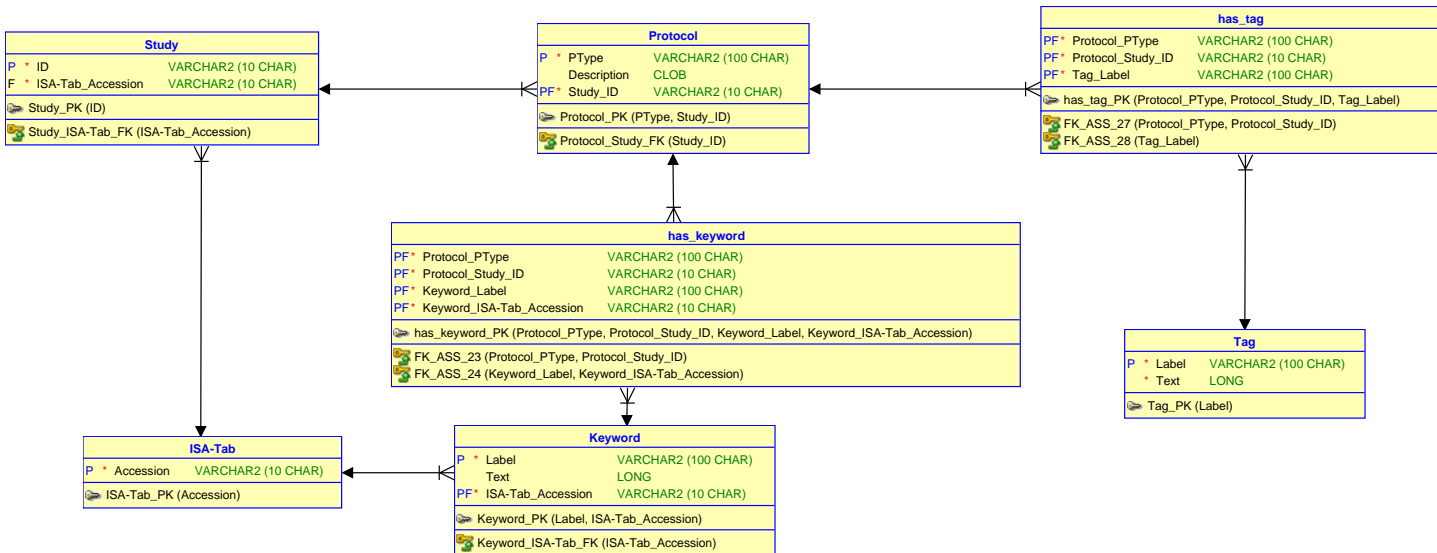 Study
P * ID VARCHAR2 (10 CHAR)
F * ISA-Tab_Accession VARCHAR2 (10 CHAR)
Study_PK (ID)
Study_ISA-Tab_FK (ISA-Tab_Accession)
Protocol
P * PType VARCHAR2 (100 CHAR)
Description CLOB
PF* Study_ID VARCHAR2 (10 CHAR)
Protocol_PK (PType, Study_ID)
Protocol_Study_FK (Study_ID)
has_tag
PF* Protocol_PType VARCHAR2 (100 CHAR)
PF* Protocol_Study_ID VARCHAR2 (10 CHAR)
PF* Tag_Label VARCHAR2 (100 CHAR)
has_tag_PK (Protocol_PType, Protocol_Study_ID, Tag_Label)
FK_ASS_27 (Protocol_PType, Protocol_Study_ID)
FK_ASS_28 (Tag_Label)
has_keyword
PF* Protocol_PType VARCHAR2 (100 CHAR)
PF* Protocol_Study_ID VARCHAR2 (10 CHAR)
PF* Keyword_Label VARCHAR2 (100 CHAR)
PF* Keyword_ISA-Tab_Accession VARCHAR2 (10 CHAR)
has_keyword_PK (Protocol_PType, Protocol_Study_ID, Keyword_Label, Keyword_ISA-Tab_Accession)
FK_ASS_23 (Protocol_PType, Protocol_Study_ID)
FK_ASS_24 (Keyword_Label, Keyword_ISA-Tab_Accession)
Tag
P * Label VARCHAR2 (100 CHAR)
* Text LONG
Tag_PK (Label)
ISA-Tab
P * Accession VARCHAR2 (10 CHAR)
ISA-Tab_PK (Accession)
Keyword
P * Label VARCHAR2 (100 CHAR)
Text LONG
PF* ISA-Tab_Accession VARCHAR2 (10 CHAR)
Keyword_PK (Label, ISA-Tab_Accession)
Keyword_ISA-Tab_FK (ISA-Tab_Accession)